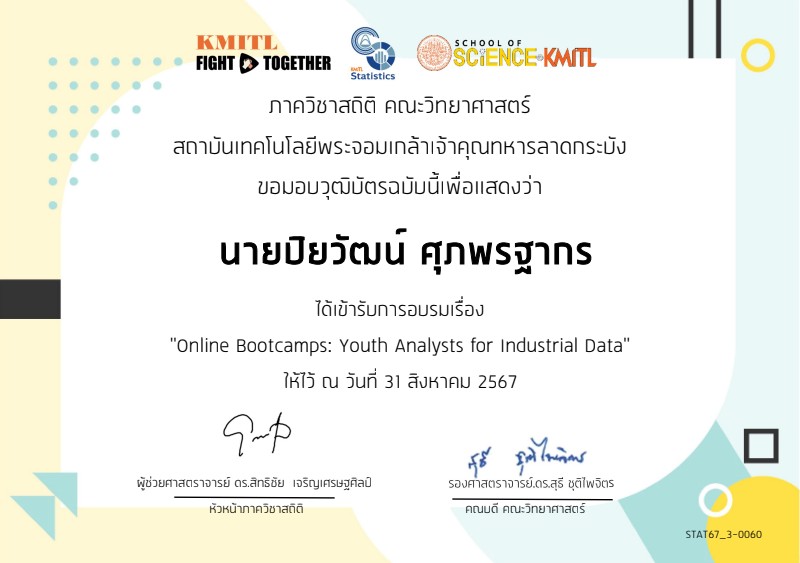 KMITL
FIGHT TOGETHER
KMITL
Statistics
SCHOOL OF
SCiENCE KMITL
ภาควิชาสถิติ คณะวิทยาศาสตร์
สถาบันเทคโนโลยีพระจอมเกล้าเจ้าคุณทหารลาดกระบัง
ขอมอบวุฒิบัตรฉบับนี้เพื่อแสดงว่า
นายปิยวัฒน์ ศุภพรฐากร
ได้เข้ารับการอบรมเรื่อง
"Online Bootcamps: Youth Analysts for Industrial Data"
ให้ไว้ ณ วันที่ 31 สิงหาคม 2567
ผู้ช่วยศาสตราจารย์ ดร.สิทธิชัย เจริญเศรษฐศิลป์
หัวหน้าภาควิชาสถิติ
รองศาสตราจารย์.ดร.สุธี ชุติไพจิตร
คณบดี คณะวิทยาศาสตร์
STAT67_3-0060